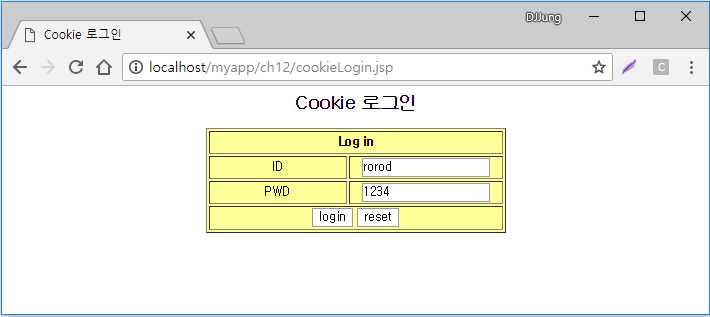 DJJung
Cookie 로그인
localhost/myapp/ch12/cookieLogin.jsp
C
Cookie 로그인
Log in
ID rorod
PWD 1234
login reset